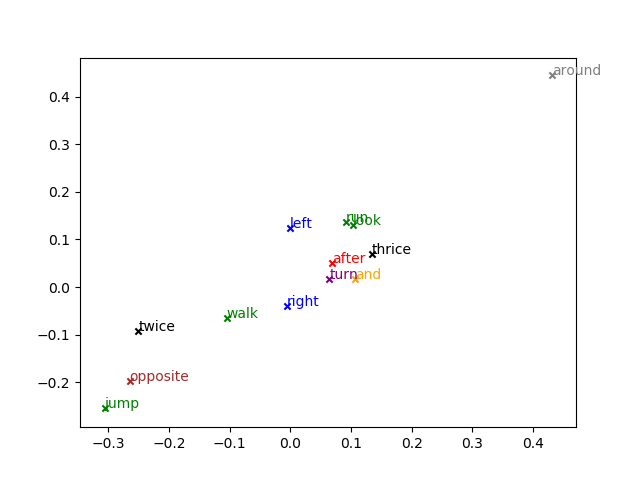 around
0.4
0.3
0.2
run
look
left
0.1
thrice
after
turn
and
0.0
right
walk
twice
−0.1
opposite
−0.2
jump
−0.3
−0.2
−0.1
0.0
0.1
0.2
0.3
0.4